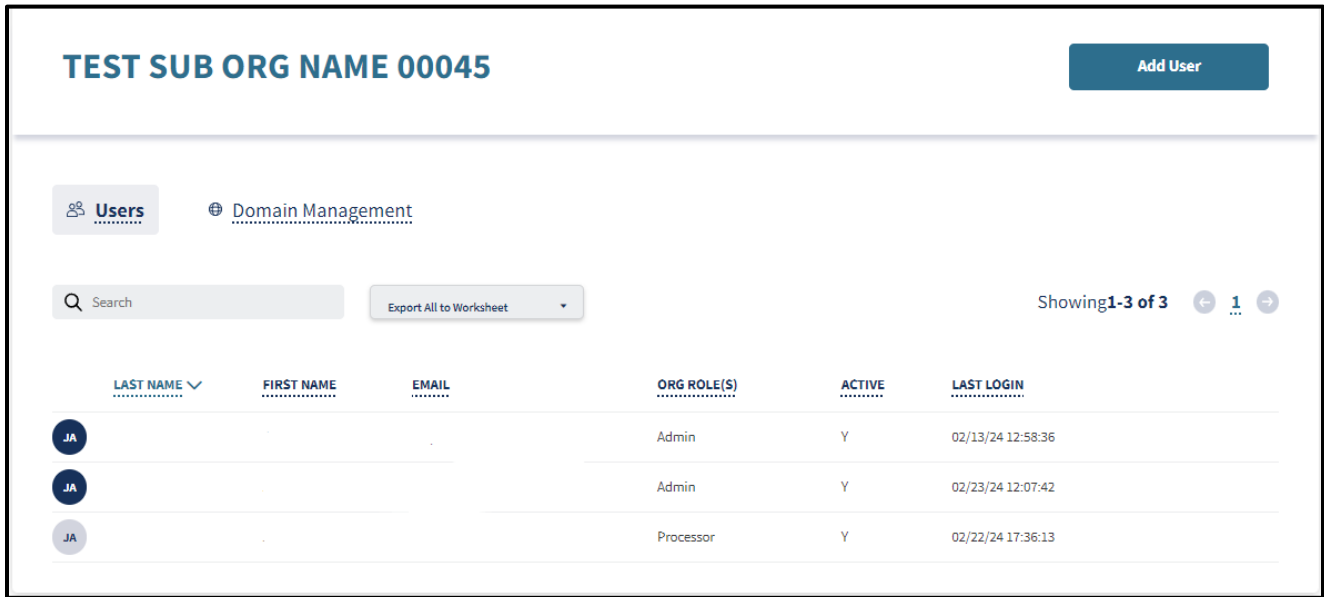 TEST SUB ORG NAME 00045
Add User
Users
Domain Management
Search
Export All to Worksheet
Showing1-3 of 3
1
LAST NAME
FIRST NAME
EMAIL
ORG ROLE(S)
ACTIVE
LAST LOGIN
JA
Admin
Y
02/13/24 12:58:36
JA
Admin
Y
02/23/24 12:07:42
JA
Processor
Y
02/22/24 17:36:13